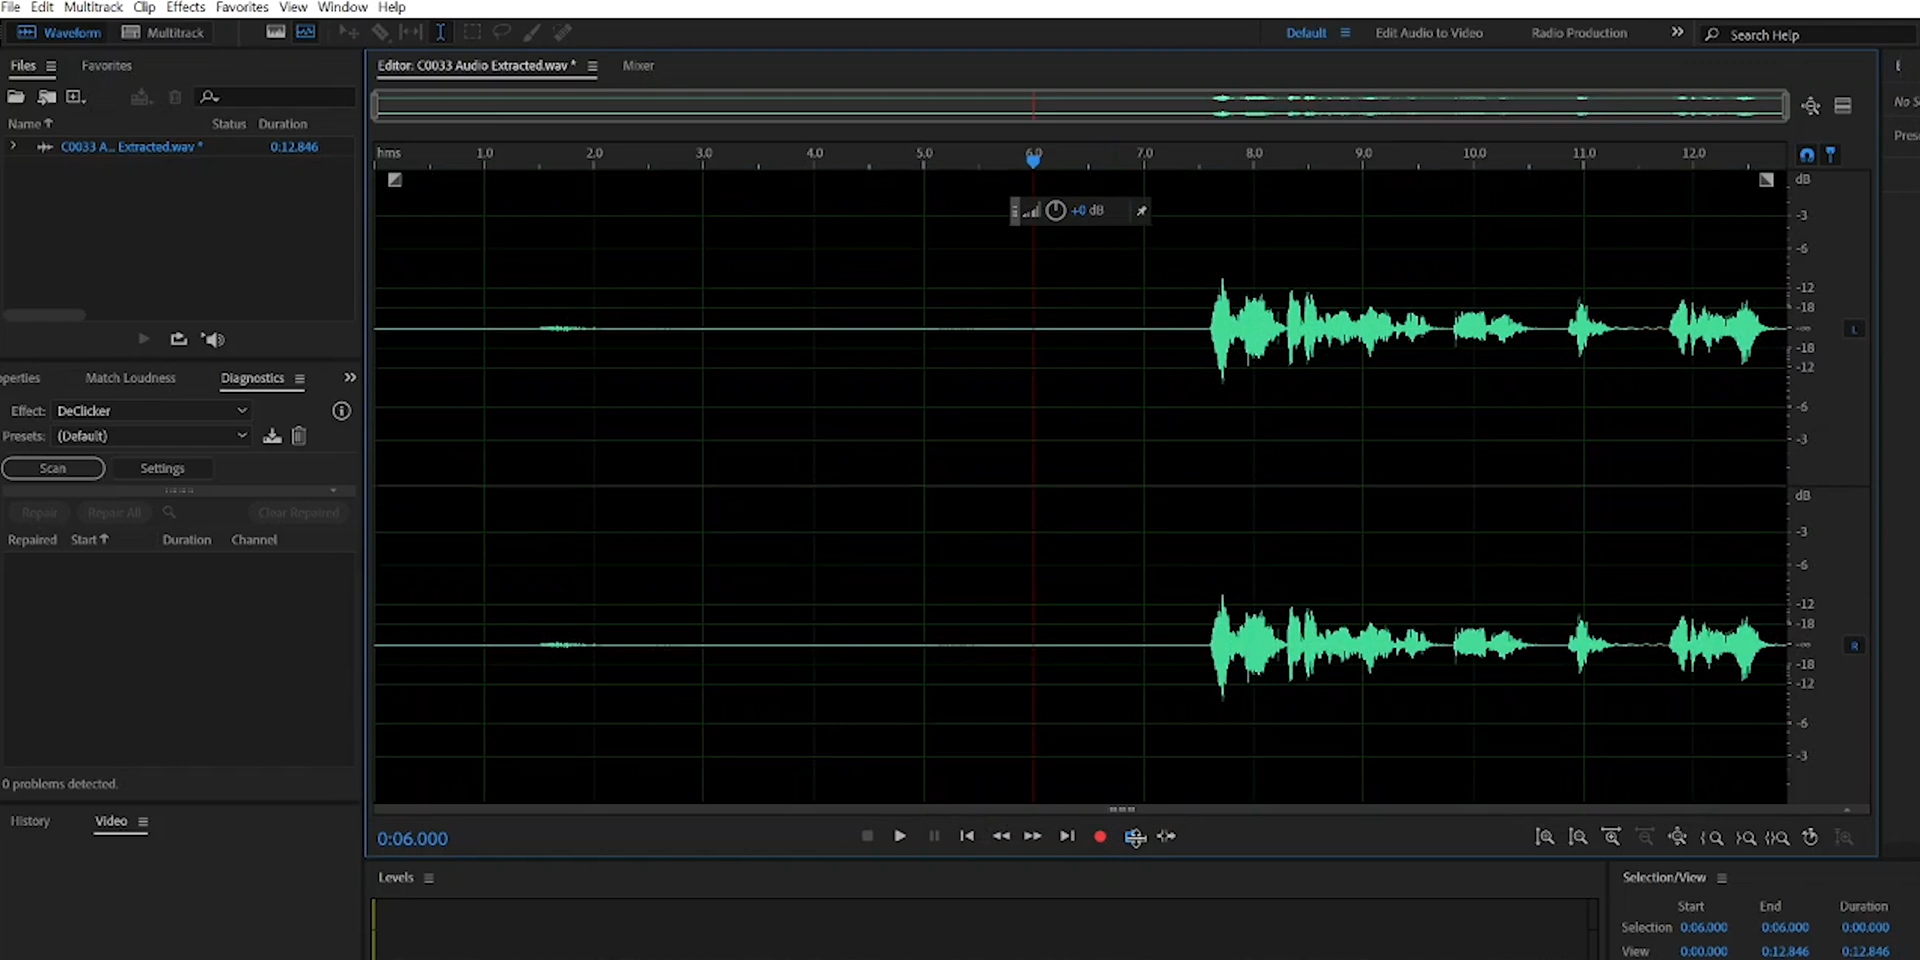 File Edit Multitrack Clip Effects Favorites View Window Help
Waveform Multitrack Default Edit Audio to Video Radio Production Search Help
Files Favorites
Name Status Duration
C0033 A... Extracted.wav * 0:12.846
operties Match Loudness Diagnostics
Effect: DeClicker
Presets: (Default)
Scan Settings
Repair Repair All Clear Repaired
Repaired Start Duration Channel
0 problems detected.
History Video
Editor: C0033 Audio Extracted.wav * Mixer
hms 1.0 2.0 3.0 4.0 5.0 6.0 7.0 8.0 9.0 10.0 11.0 12.0
+0 dB
dB
-3
-6
-12
-18
-∞
-18
-12
-6
-3
L
dB
-3
-6
-12
-18
-∞
-18
-12
-6
-3
R
0:06.000
Levels
Selection/View
Start End Duration
Selection 0:06.000 0:06.000 0:00.000
View 0:00.000 0:12.846 0:12.846
No S
Prese